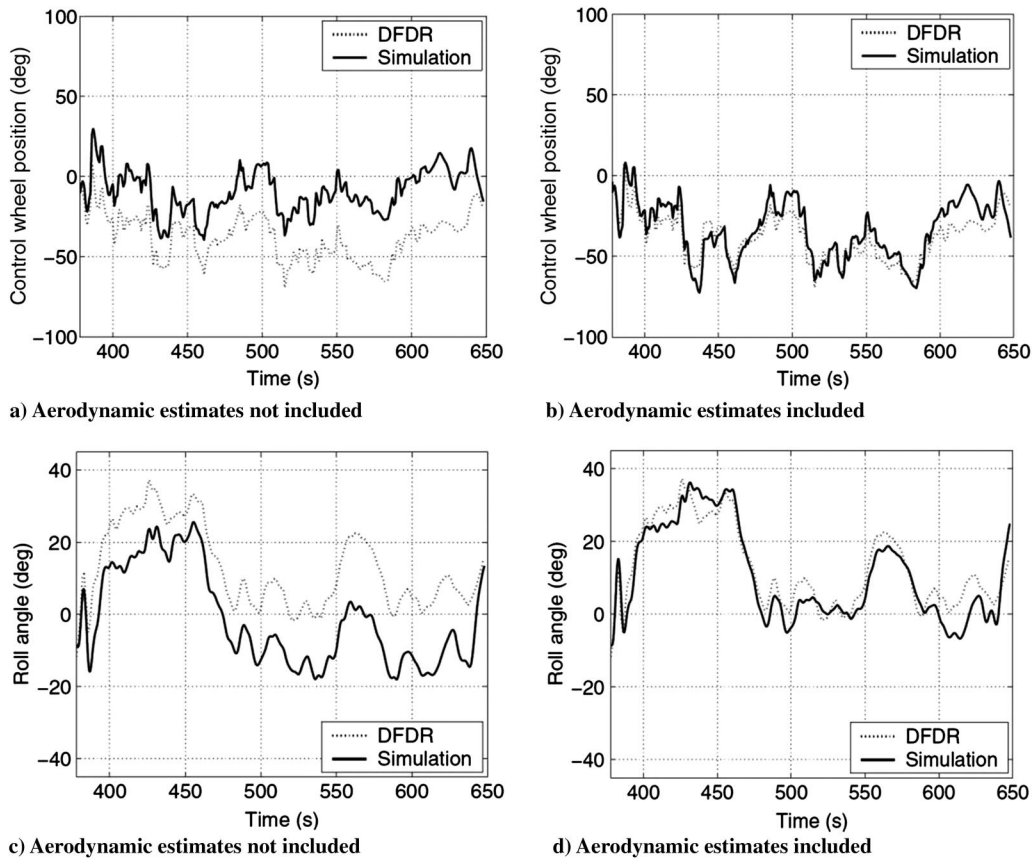 100
50
0
−50
−100
Control wheel position (deg)
DFDR
Simulation
400 450 500 550 600 650
Time (s)
a) Aerodynamic estimates not included
100
50
0
−50
−100
Control wheel position (deg)
DFDR
Simulation
400 450 500 550 600 650
Time (s)
b) Aerodynamic estimates included
40
20
0
−20
−40
Roll angle (deg)
DFDR
Simulation
400 450 500 550 600 650
Time (s)
c) Aerodynamic estimates not included
40
20
0
−20
−40
Roll angle (deg)
DFDR
Simulation
400 450 500 550 600 650
Time (s)
d) Aerodynamic estimates included